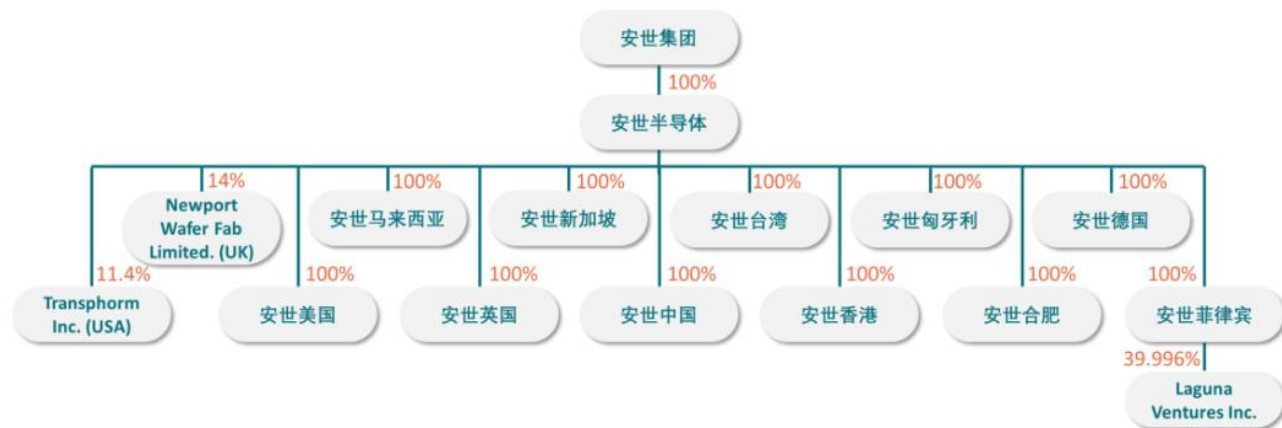 安世集团
100%
安世半导体
14%
100%
100%
100%
100%
100%
Newport
Wafer Fab
Limited. (UK)
安世马来西亚
安世新加坡
安世台湾
安世匈牙利
安世德国
11.4%
100%
100%
100%
100%
100%
100%
Transphorm
Inc. (USA)
安世美国
安世英国
安世中国
安世香港
安世合肥
安世菲律宾
39.996%
Laguna
Ventures Inc.